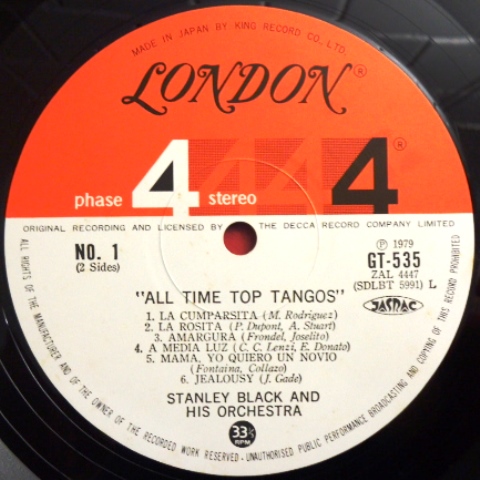 MADE IN JAPAN BY KING RECORD CO., LTD.
LONDON®
phase 4 stereo 4 4 4®
ORIGINAL RECORDING AND LICENSED BY THE DECCA RECORD COMPANY LIMITED
NO. 1
(2 Sides)
Ⓟ 1979
GT-535
ZAL 4447
(SDLBT 5991) L
JASRAC
"ALL TIME TOP TANGOS"
1. LA CUMPARSITA (M. Rodriguez)
2. LA ROSITA (P. Dupont, A. Stuart)
3. AMARGURA (Frondel, Joselito)
4. A MEDIA LUZ (C. C. Lenzi, E. Donato)
5. MAMA, YO QUIERO UN NOVIO
(Fontaina, Collazo)
6. JEALOUSY (J. Gade)
STANLEY BLACK AND
HIS ORCHESTRA
33⅓
RPM
ALL RIGHTS OF THE MANUFACTURER AND OF THE OWNER OF THE RECORDED WORK RESERVED - UNAUTHORISED PUBLIC PERFORMANCE BROADCASTING AND COPYING OF THIS RECORD PROHIBITED